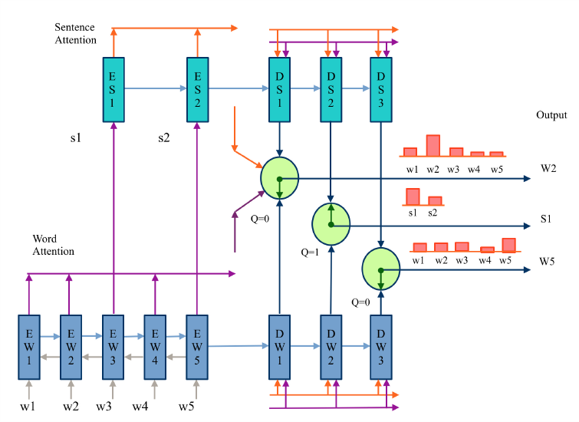 Sentence
Attention
E S 1
E S 2
D S 1
D S 2
D S 3
Output
s1
s2
w1 w2 w3 w4 w5
W2
s1 s2
S1
Q=0
Word
Attention
Q=1
w1 w2 w3 w4 w5
W5
Q=0
E W 1
E W 2
E W 3
E W 4
E W 5
D W 1
D W 2
D W 3
w1 w2 w3 w4 w5